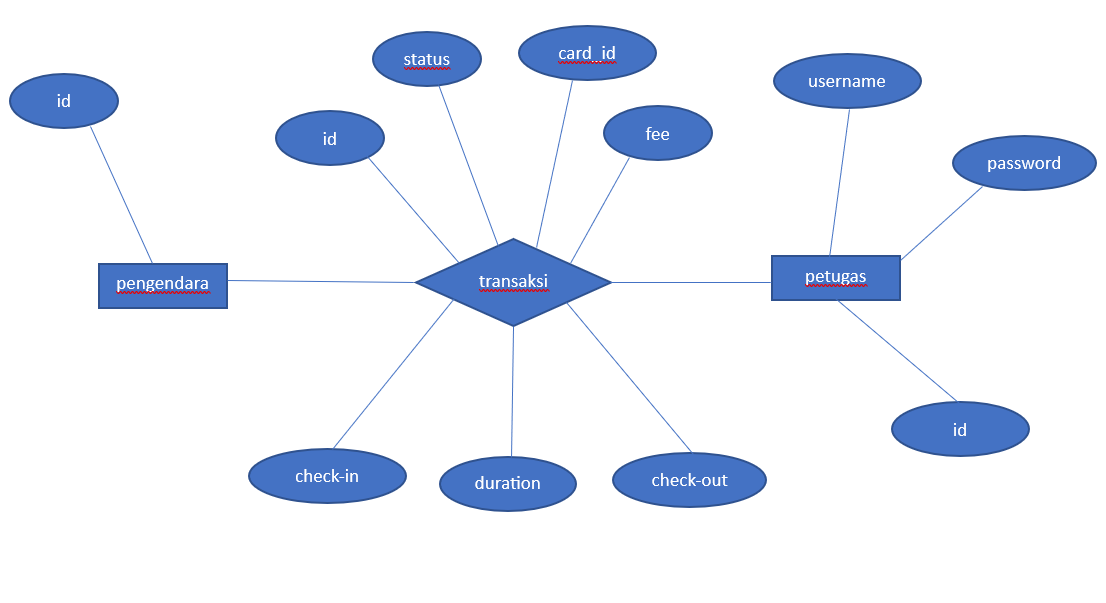 status
card_id
username
id
id
fee
password
pengendara
transaksi
petugas
id
check-in
duration
check-out